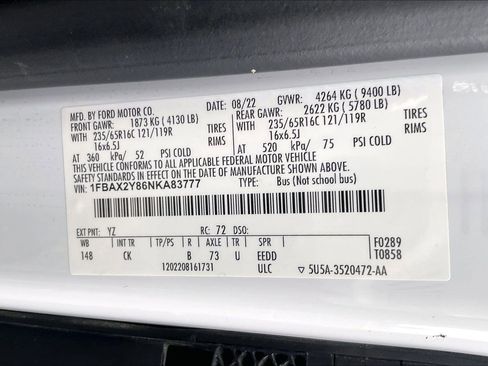 MFD. BY FORD MOTOR CO. DATE: 08/22 GVWR: 4264 KG ( 9400 LB)
FRONT GAWR: 1873 KG ( 4130 LB) REAR GAWR: 2622 KG ( 5780 LB)
235/65R16C 121/119R TIRES 235/65R16C 121/119R TIRES
16x6.5J RIMS 16x6.5J RIMS
AT 360 kPa/ 52 PSI COLD AT 520 kPa/ 75 PSI COLD
THIS VEHICLE CONFORMS TO ALL APPLICABLE FEDERAL MOTOR VEHICLE
SAFETY STANDARDS IN EFFECT ON THE DATE OF MANUFACTURE SHOWN ABOVE.
VIN: 1FBAX2Y86NKA83777 TYPE: Bus (Not school bus)
EXT PNT: YZ RC: 72 DSO:
WB INT TR TP/PS R AXLE TR SPR F0289
148 CK B 73 U EEDD T0858
1202208161731 ULC 5U5A-3520472-AA